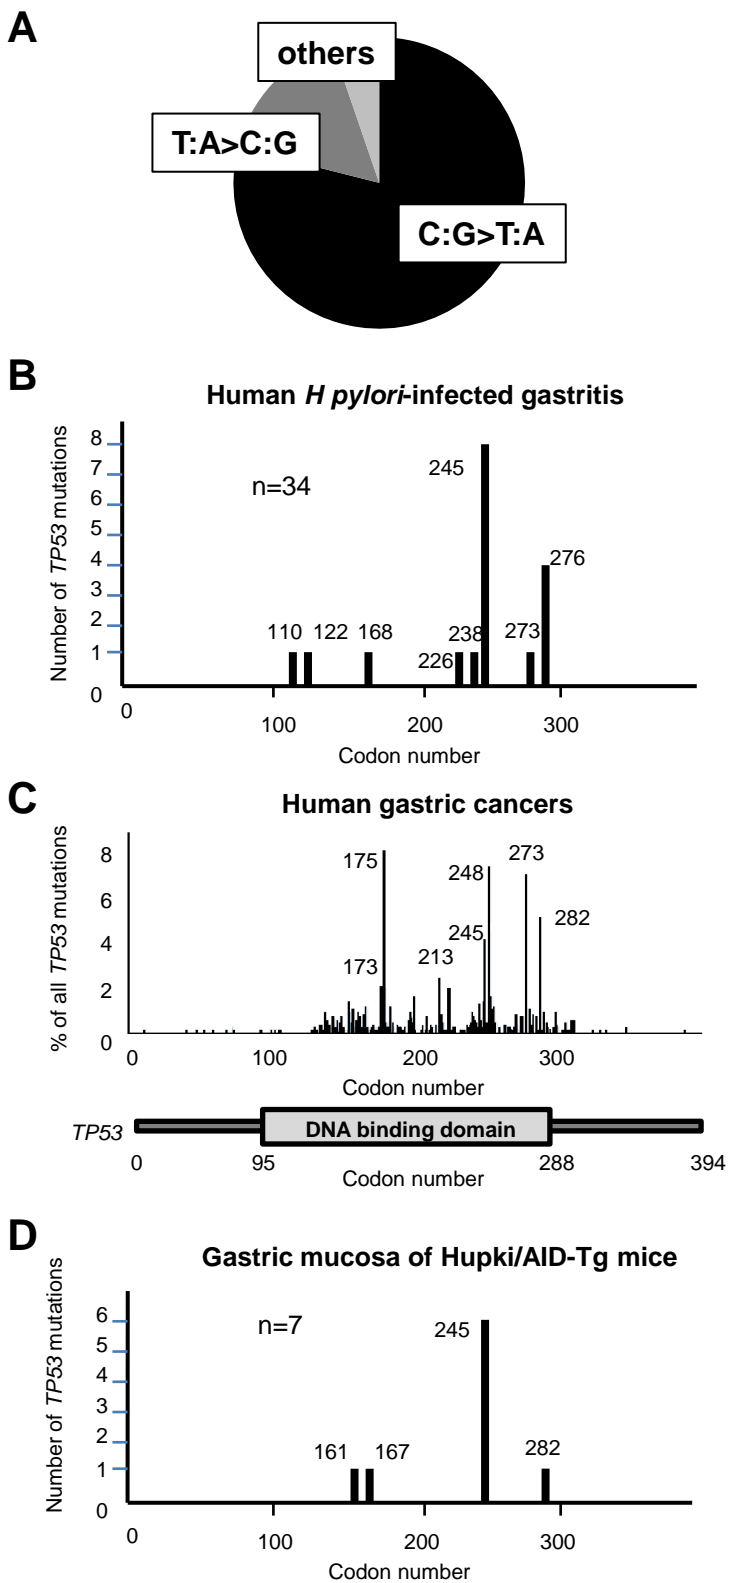 A
others
T:A>C:G
C:G>T:A
B
Human H pylori-infected gastritis
Number of TP53 mutations
8
7
6
5
4
3
2
1
0
n=34
245
276
110
122
168
238
273
226
0
100
200
300
Codon number
C
Human gastric cancers
% of all TP53 mutations
8
6
4
2
0
175
248
273
282
245
213
173
0
100
200
300
Codon number
TP53
DNA binding domain
0
95
288
394
Codon number
D
Gastric mucosa of Hupki/AID-Tg mice
Number of TP53 mutations
6
5
4
3
2
1
0
n=7
245
161
167
282
0
100
200
300
Codon number